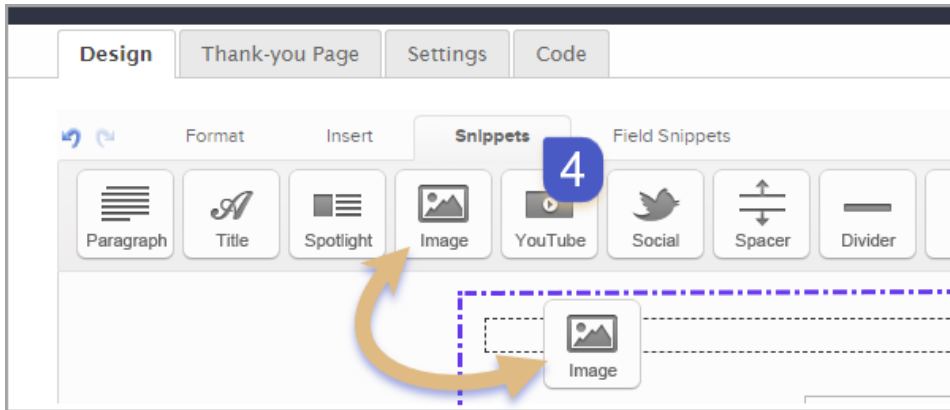 Design Thank-you Page Settings Code
Format Insert Snippets Field Snippets
4
Paragraph Title Spotlight Image YouTube Social Spacer Divider
Image